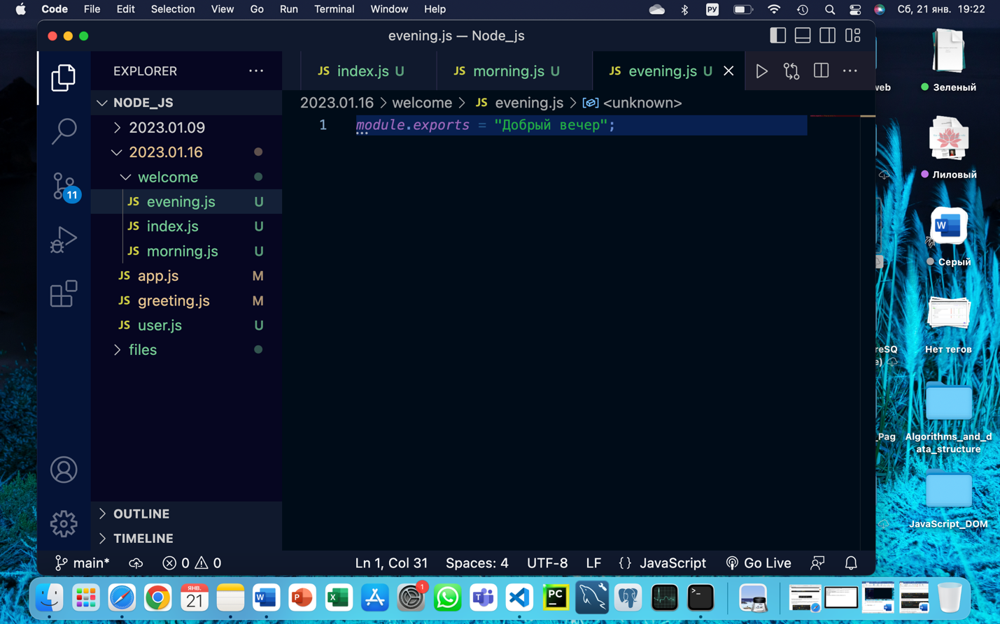 Code File Edit Selection View Go Run Terminal Window Help РУ Сб, 21 янв. 19:22
evening.js — Node_js
EXPLORER
JS index.js U JS morning.js U JS evening.js U
NODE_JS
2023.01.16 > welcome > JS evening.js > <unknown>
2023.01.09
1 module.exports = "Добрый вечер";
2023.01.16
welcome
JS evening.js U
JS index.js U
JS morning.js U
JS app.js M
JS greeting.js M
JS user.js U
files
11
OUTLINE
TIMELINE
main* 0 0 Ln 1, Col 31 Spaces: 4 UTF-8 LF {} JavaScript Go Live
web
Зеленый
Лиловый
W
Серый
reSQ
Нет тегов
e)
_Pag
Algorithms_and_d
ata_structure
JavaScript_DOM
ЯНВ.
21
W
P
X
1
T
PC
>_